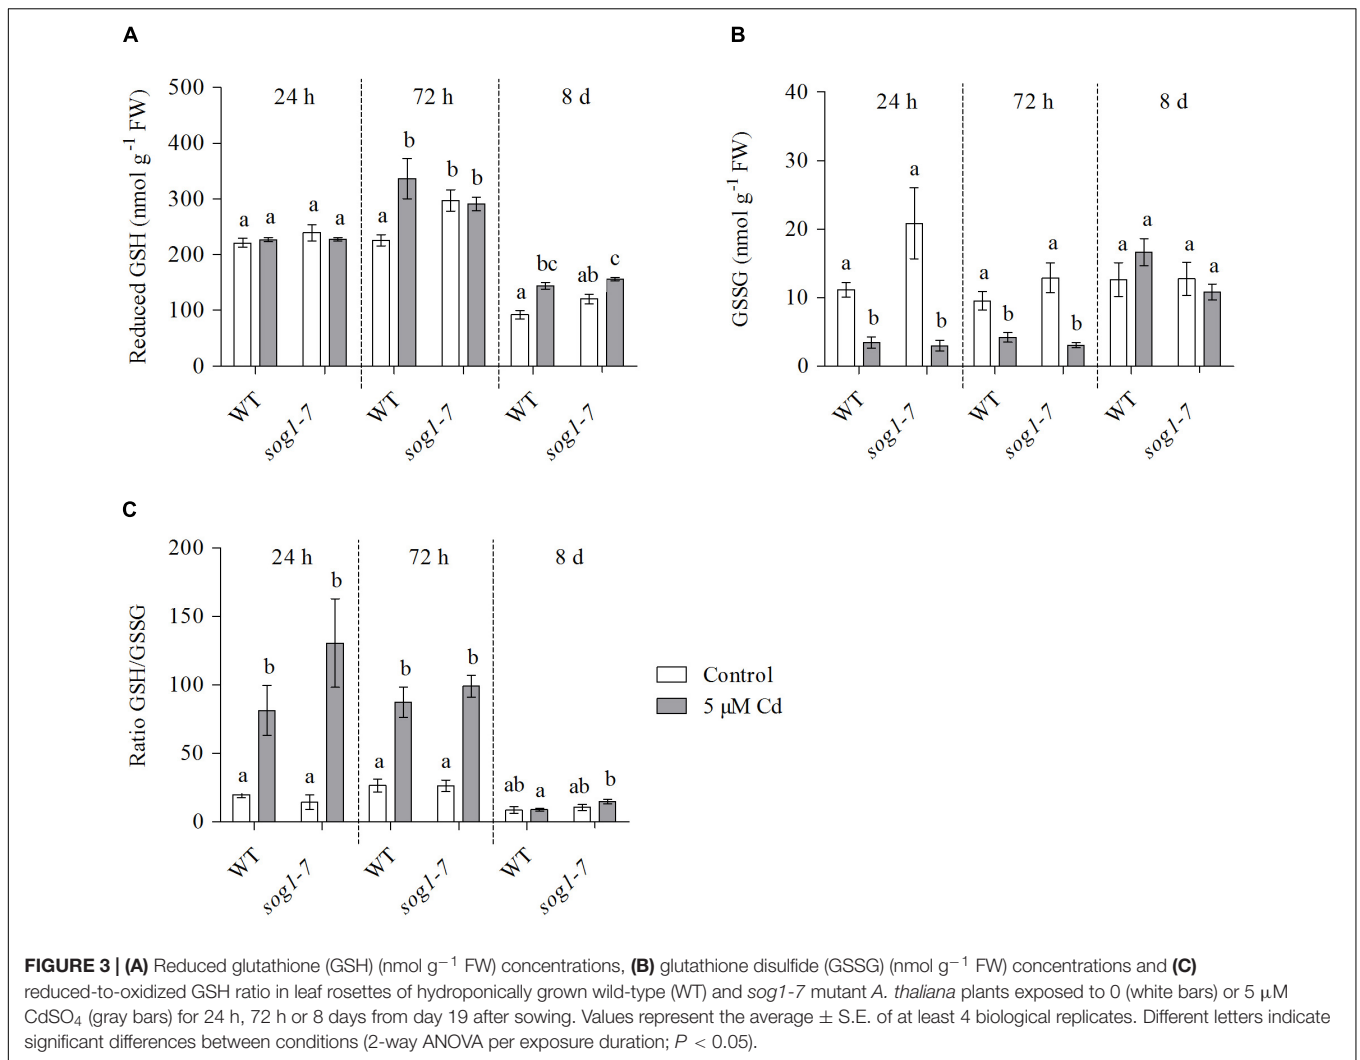 A
Reduced GSH (nmol g⁻¹ FW)
500
400
300
200
100
0
24 h
72 h
8 d
a
a
a
a
a
b
b
b
a
bc
ab
c
WT
sog1-7
WT
sog1-7
WT
sog1-7
B
GSSG (nmol g⁻¹ FW)
40
30
20
10
0
24 h
72 h
8 d
a
b
a
b
a
b
a
b
a
a
a
a
WT
sog1-7
WT
sog1-7
WT
sog1-7
C
Ratio GSH/GSSG
200
150
100
50
0
24 h
72 h
8 d
a
b
a
b
a
b
a
b
ab
a
ab
b
WT
sog1-7
WT
sog1-7
WT
sog1-7
Control
5 µM Cd
FIGURE 3 | (A) Reduced glutathione (GSH) (nmol g⁻¹ FW) concentrations, (B) glutathione disulfide (GSSG) (nmol g⁻¹ FW) concentrations and (C)
reduced-to-oxidized GSH ratio in leaf rosettes of hydroponically grown wild-type (WT) and sog1-7 mutant A. thaliana plants exposed to 0 (white bars) or 5 µM
CdSO₄ (gray bars) for 24 h, 72 h or 8 days from day 19 after sowing. Values represent the average ± S.E. of at least 4 biological replicates. Different letters indicate
significant differences between conditions (2-way ANOVA per exposure duration; P < 0.05).